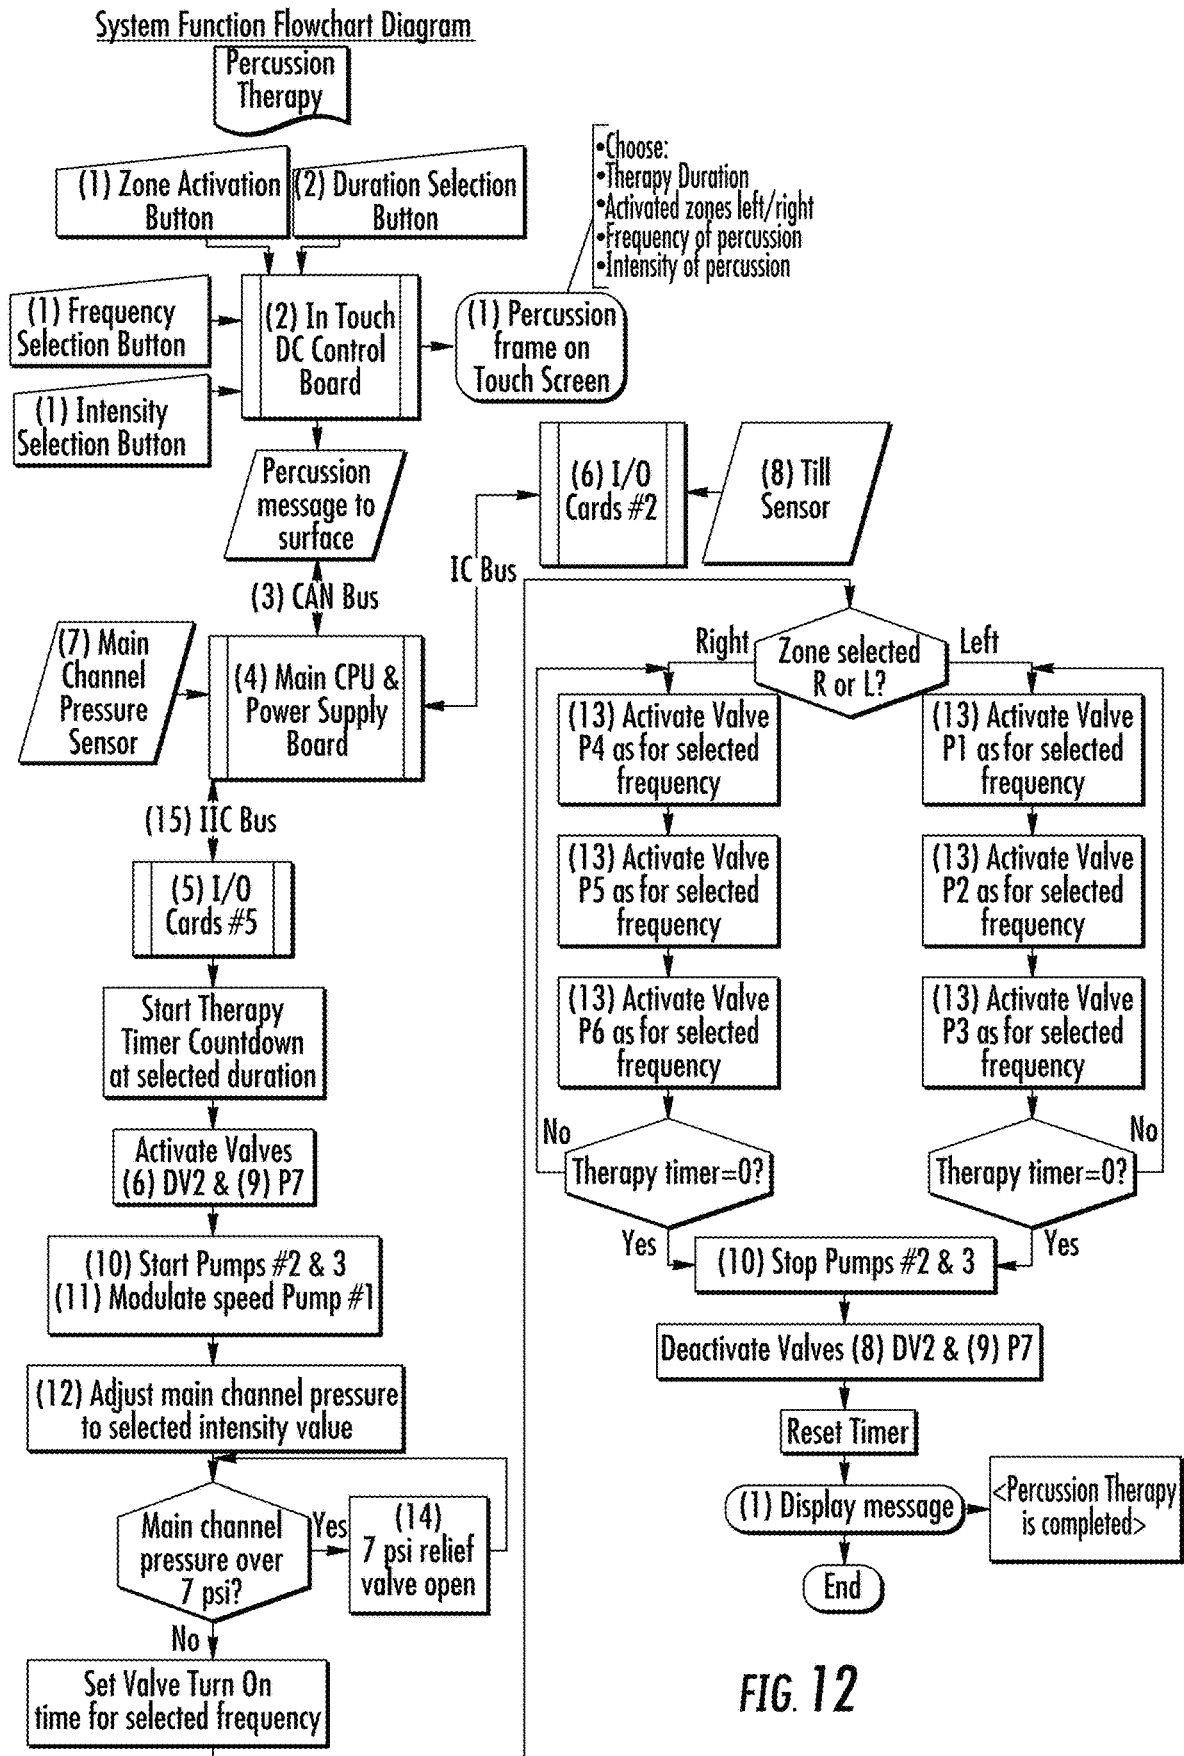 System Function Flowchart Diagram
Percussion
Therapy
(1) Zone Activation
Button
(2) Duration Selection
Button
•Choose:
•Therapy Duration
•Activated zones left/right
•Frequency of percussion
•Intensity of percussion
(1) Frequency
Selection Button
(2) In Touch
DC Control
Board
(1) Percussion
frame on
Touch Screen
(1) Intensity
Selection Button
Percussion
message to
surface
(6) I/O
Cards #2
(8) Till
Sensor
IC Bus
(3) CAN Bus
(7) Main
Channel
Pressure
Sensor
(4) Main CPU &
Power Supply
Board
(15) IIC Bus
(5) I/O
Cards #5
Start Therapy
Timer Countdown
at selected duration
Activate Valves
(6) DV2 & (9) P7
(10) Start Pumps #2 & 3
(11) Modulate speed Pump #1
(12) Adjust main channel pressure
to selected intensity value
Main channel
pressure over
7 psi?
Yes
(14)
7 psi relief
valve open
No
Set Valve Turn On
time for selected frequency
Right
Zone selected
R or L?
Left
(13) Activate Valve
P4 as for selected
frequency
(13) Activate Valve
P5 as for selected
frequency
(13) Activate Valve
P6 as for selected
frequency
No
Therapy timer=0?
Yes
(13) Activate Valve
P1 as for selected
frequency
(13) Activate Valve
P2 as for selected
frequency
(13) Activate Valve
P3 as for selected
frequency
No
Therapy timer=0?
Yes
(10) Stop Pumps #2 & 3
Deactivate Valves (8) DV2 & (9) P7
Reset Timer
(1) Display message
<Percussion Therapy
is completed>
End
FIG. 12